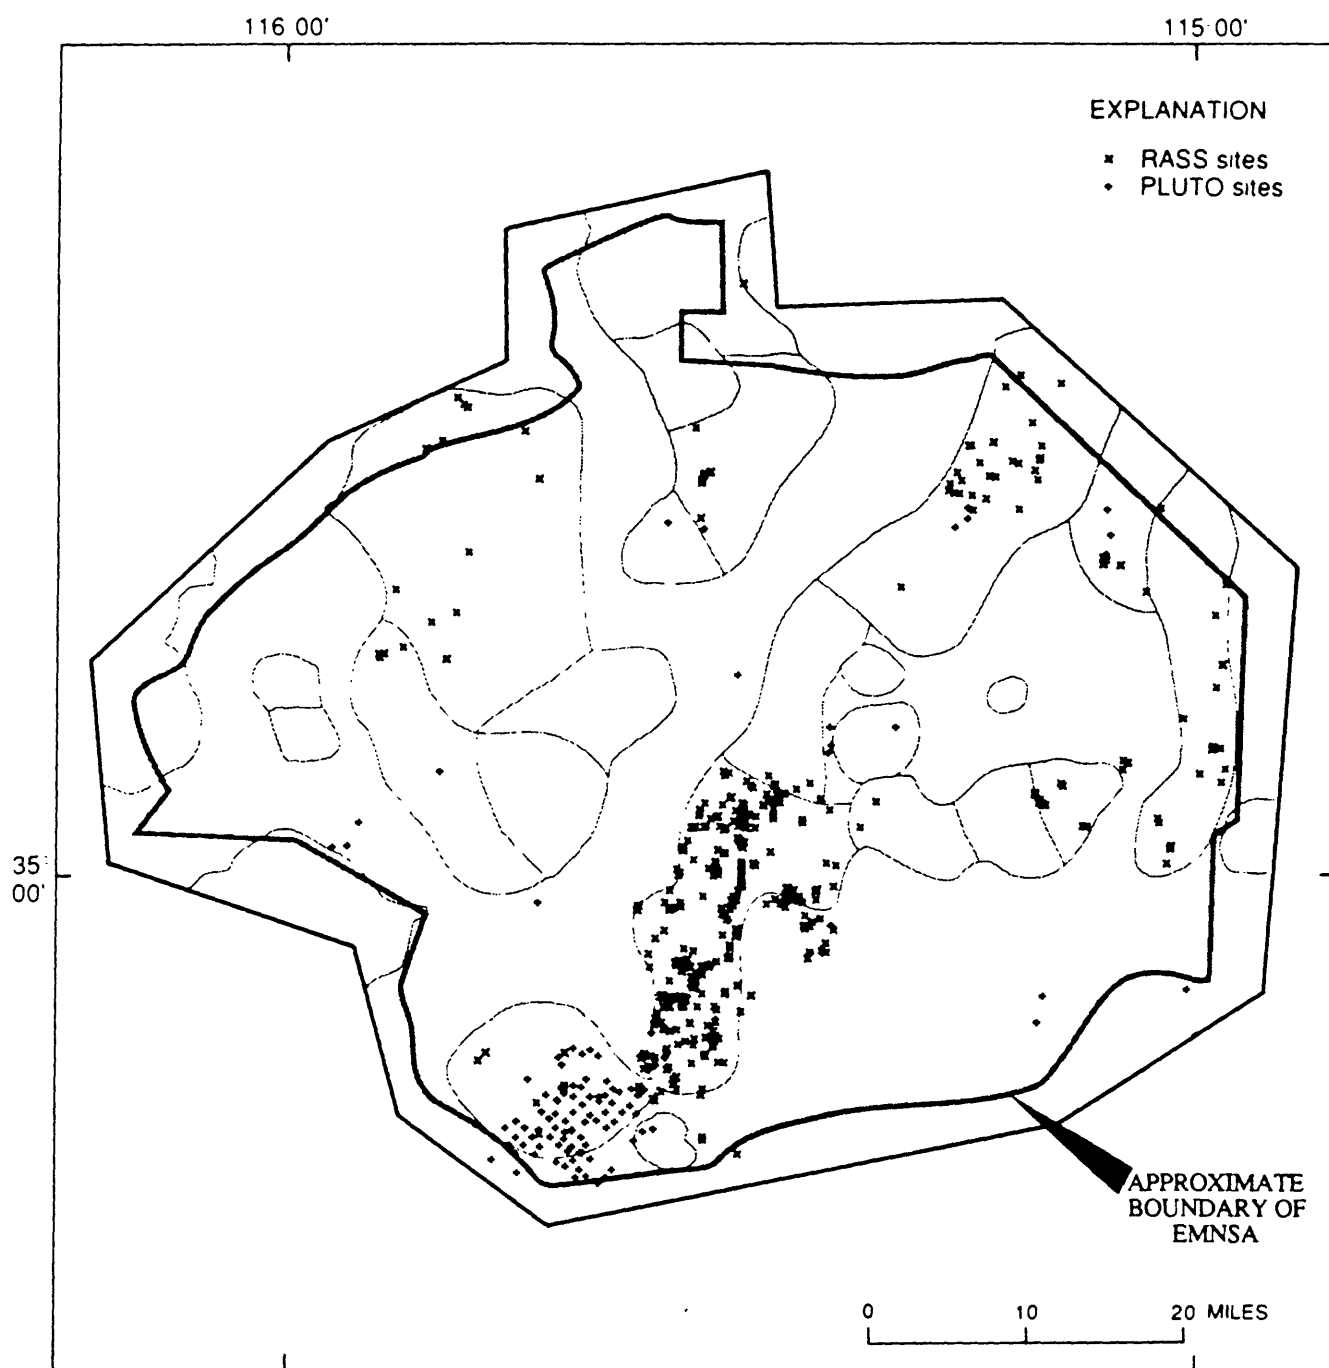 116 00'
115 00'
EXPLANATION
RASS sites
PLUTO sites
35
00'
APPROXIMATE
BOUNDARY OF
EMNSA
0 10 20 MILES